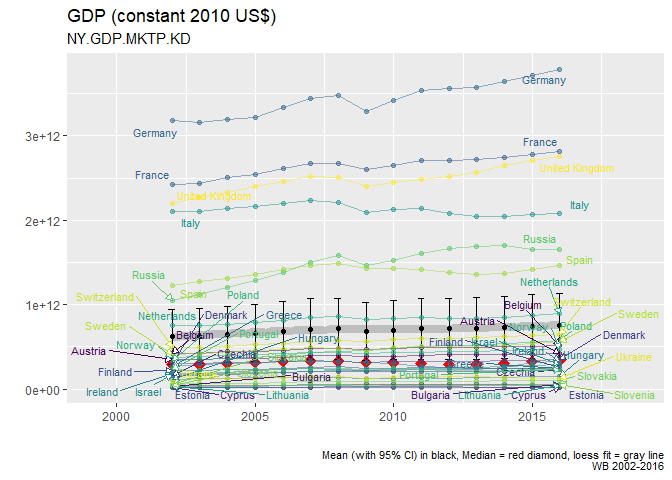 GDP (constant 2010 US$)
NY.GDP.MKTP.KD
Germany
Germany
3e+12
France
France
United Kingdom
United Kingdom
Italy
Italy
2e+12
Russia
Russia
Spain
Spain
Netherlands
Poland
Switzerland
Switzerland
1e+12
Belgium
Netherlands
Denmark
Greece
Sweden
Austria
Sweden
Norway
Poland
Belgium
Portugal
Denmark
Norway
Hungary
Finland
Israel
Austria
Czechia
Ireland
Hungary
Ukraine
Finland
Czechia
Portugal
Slovakia
Bulgaria
0e+00
Ireland
Israel
Estonia
Cyprus
Lithuania
Bulgaria
Lithuania
Cyprus
Estonia
Slovenia
2000
2005
2010
2015
Mean (with 95% CI) in black, Median = red diamond, loess fit = gray line
WB 2002-2016